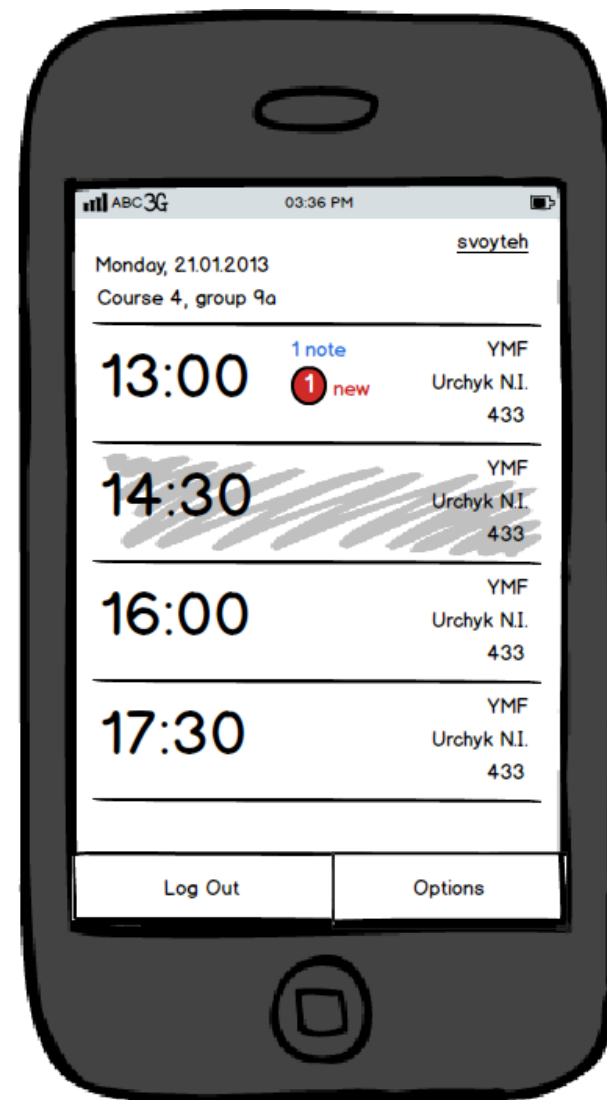 ABC 3G 03:36 PM
svoyteh
Monday, 21.01.2013
Course 4, group 9a
13:00 1 note YMF
1 new Urchyk N.I.
433
14:30 YMF
Urchyk N.I.
433
16:00 YMF
Urchyk N.I.
433
17:30 YMF
Urchyk N.I.
433
Log Out Options